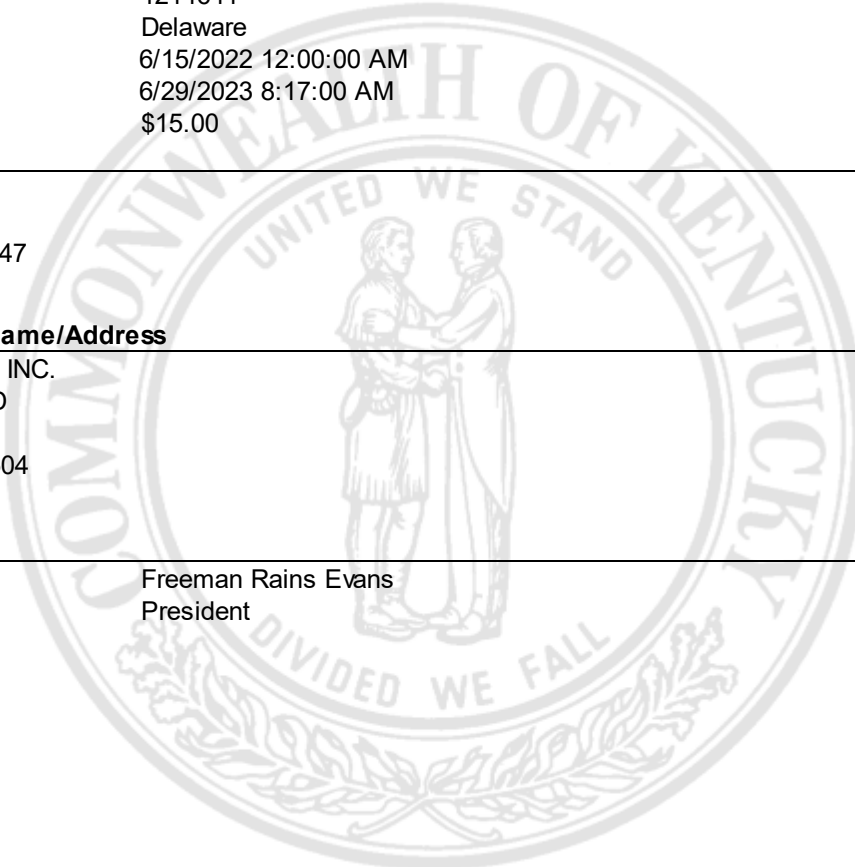 Delaware
6/15/2022 12:00:00 AM
6/29/2023 8:17:00 AM
$15.00
47
ame/Address
INC.
04
Freeman Rains Evans
President
COMMONWEALTH OF KENTUCKY
UNITED WE STAND
DIVIDED WE FALL